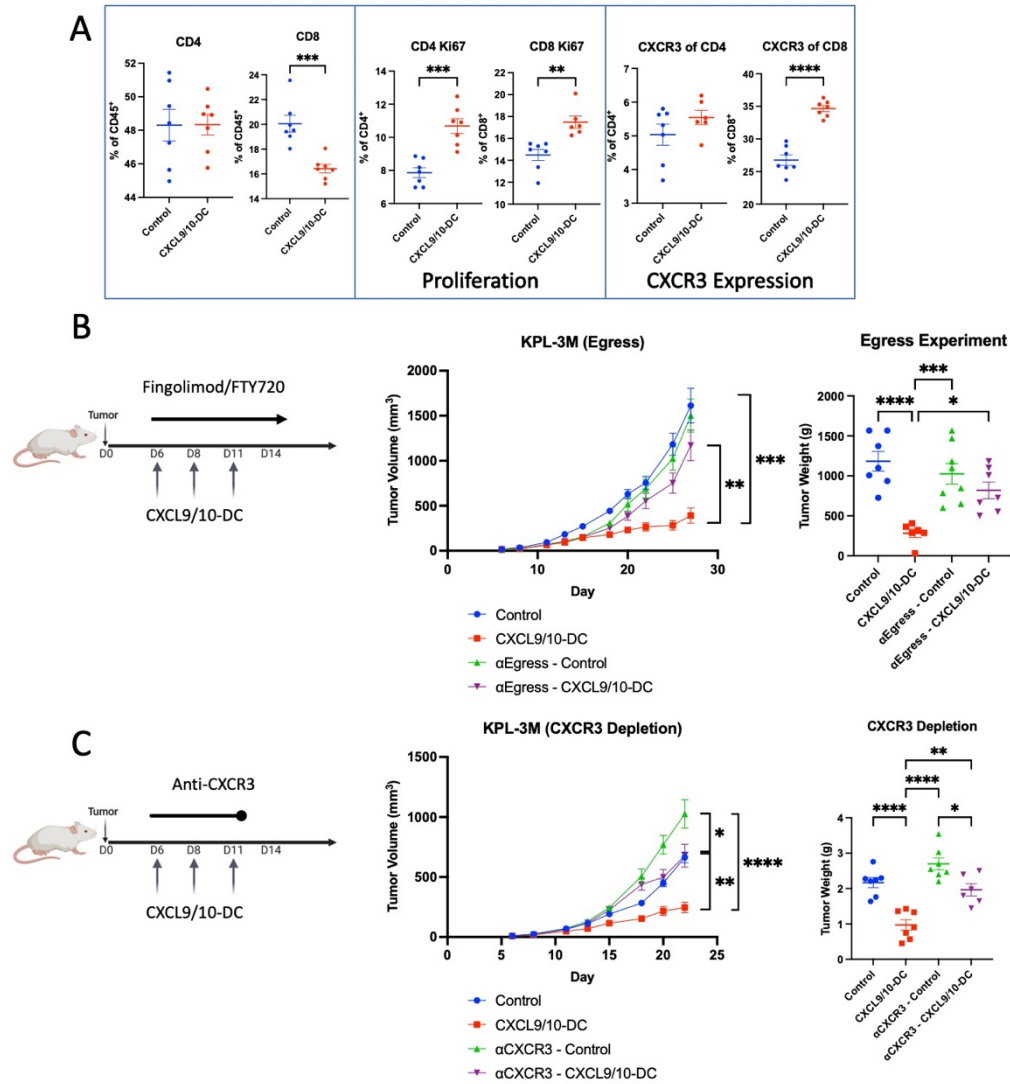 A
CD4
% of CD45⁺
52
50
48
46
44
Control
CXCL9/10-DC
CD8
***
% of CD45⁺
26
24
22
20
18
16
14
Control
CXCL9/10-DC
CD4 Ki67
***
% of CD4⁺
14
12
10
8
6
Control
CXCL9/10-DC
CD8 Ki67
**
% of CD8⁺
22
20
18
16
14
12
10
8
Control
CXCL9/10-DC
Proliferation
CXCR3 of CD4
% of CD4⁺
8
7
6
5
4
3
Control
CXCL9/10-DC
CXCR3 of CD8
****
% of CD8⁺
40
35
30
25
20
Control
CXCL9/10-DC
CXCR3 Expression
B
Fingolimod/FTY720
Tumor
D0 D6 D8 D11 D14
CXCL9/10-DC
KPL-3M (Egress)
Tumor Volume (mm³)
2000
1500
1000
500
0
0 10 20 30
Day
**
***
Control
CXCL9/10-DC
αEgress - Control
αEgress - CXCL9/10-DC
Egress Experiment
***
**** *
Tumor Weight (g)
2000
1500
1000
500
0
Control
CXCL9/10-DC
αEgress - Control
αEgress - CXCL9/10-DC
C
Anti-CXCR3
Tumor
D0 D6 D8 D11 D14
CXCL9/10-DC
KPL-3M (CXCR3 Depletion)
Tumor Volume (mm³)
1500
1000
500
0
0 5 10 15 20 25
Day
*
**
****
Control
CXCL9/10-DC
αCXCR3 - Control
αCXCR3 - CXCL9/10-DC
CXCR3 Depletion
**
****
**** *
Tumor Weight (g)
4
3
2
1
0
Control
CXCL9/10-DC
αCXCR3 - Control
αCXCR3 - CXCL9/10-DC